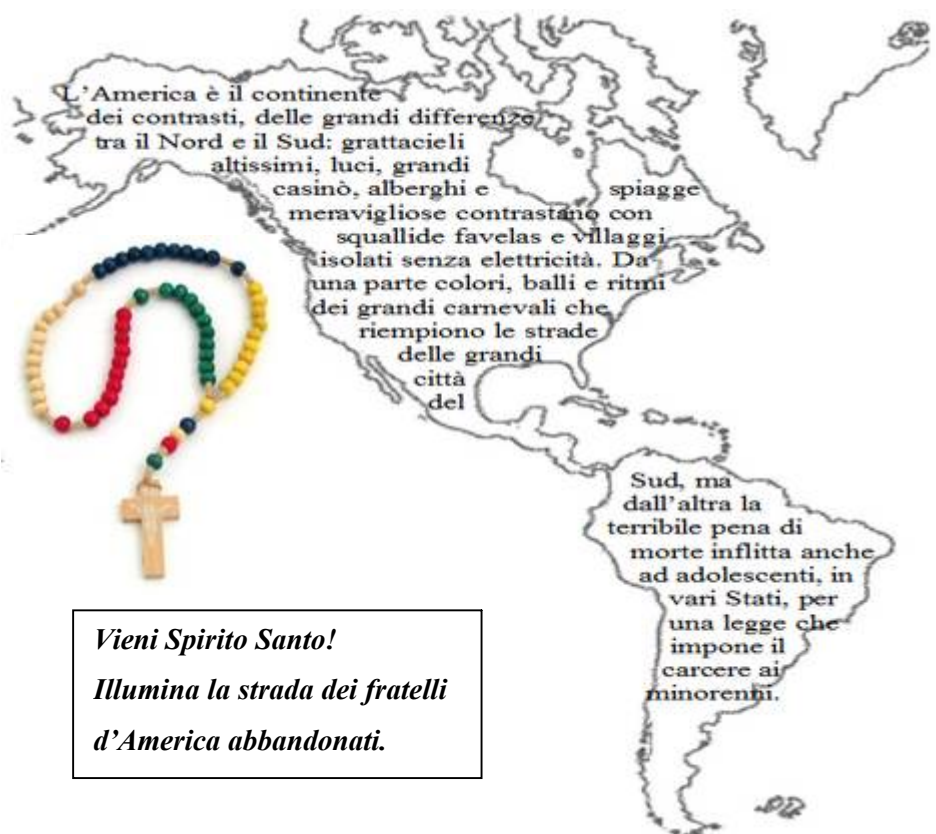 L'America è il continente
dei contrasti, delle grandi differenze
tra il Nord e il Sud: grattacieli
altissimi, luci, grandi
casinò, alberghi e spiagge
meravigliose contrastano con
squallide favelas e villaggi
isolati senza elettricità. Da
una parte colori, balli e ritmi
dei grandi carnevali che
riempiono le strade
delle grandi
città
del
Sud, ma
dall'altra la
terribile pena di
morte inflitta anche
ad adolescenti, in
vari Stati, per
una legge che
impone il
carcere ai
minorenni.
Vieni Spirito Santo!
Illumina la strada dei fratelli
d'America abbandonati.